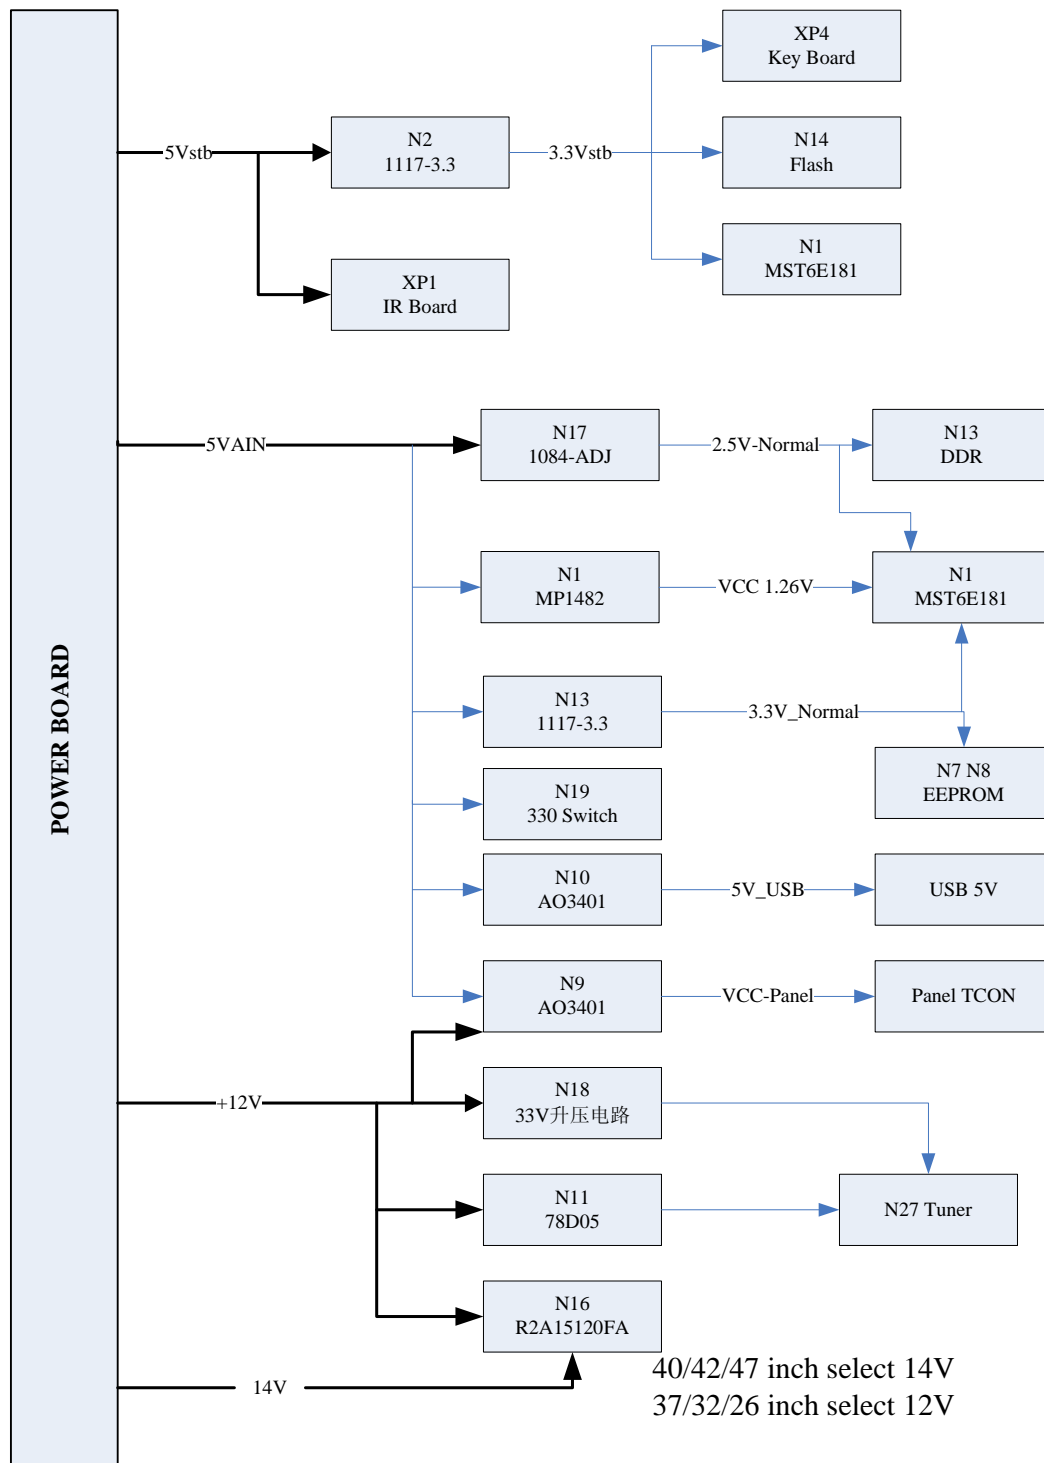 XP4
Key Board
5Vstb
N2
1117-3.3
3.3Vstb
N14
Flash
N1
MST6E181
XP1
IR Board
5VAIN
N17
1084-ADJ
2.5V-Normal
N13
DDR
N1
MP1482
VCC 1.26V
N1
MST6E181
POWER BOARD
N13
1117-3.3
3.3V_Normal
N7 N8
EEPROM
N19
330 Switch
N10
AO3401
5V_USB
USB 5V
N9
AO3401
VCC-Panel
Panel TCON
+12V
N18
33V升压电路
N11
78D05
N27 Tuner
N16
R2A15120FA
14V
40/42/47 inch select 14V
37/32/26 inch select 12V